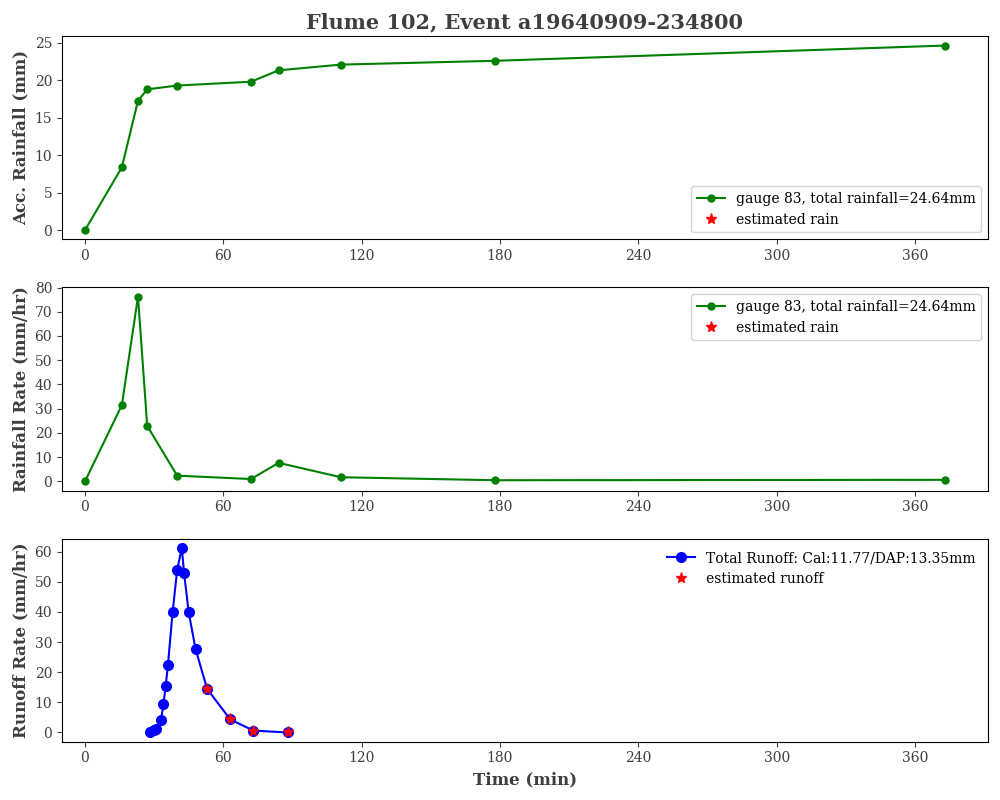 Flume 102, Event a19640909-234800
Acc. Rainfall (mm)
25
20
15
10
5
0
gauge 83, total rainfall=24.64mm
estimated rain
0 60 120 180 240 300 360
Rainfall Rate (mm/hr)
80
70
60
50
40
30
20
10
0
gauge 83, total rainfall=24.64mm
estimated rain
0 60 120 180 240 300 360
Runoff Rate (mm/hr)
60
50
40
30
20
10
0
Total Runoff: Cal:11.77/DAP:13.35mm
estimated runoff
0 60 120 180 240 300 360
Time (min)